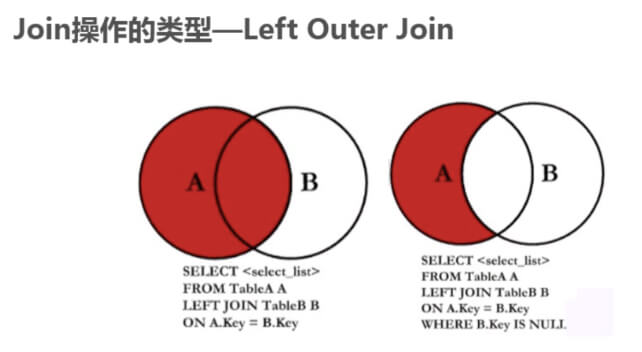 Join操作的类型—Left Outer Join
A
B
SELECT <select_list>
FROM TableA A
LEFT JOIN TableB B
ON A.Key = B.Key
A
B
SELECT <select_list>
FROM TableA A
LEFT JOIN TableB B
ON A.Key = B.Key
WHERE B.Key IS NULL